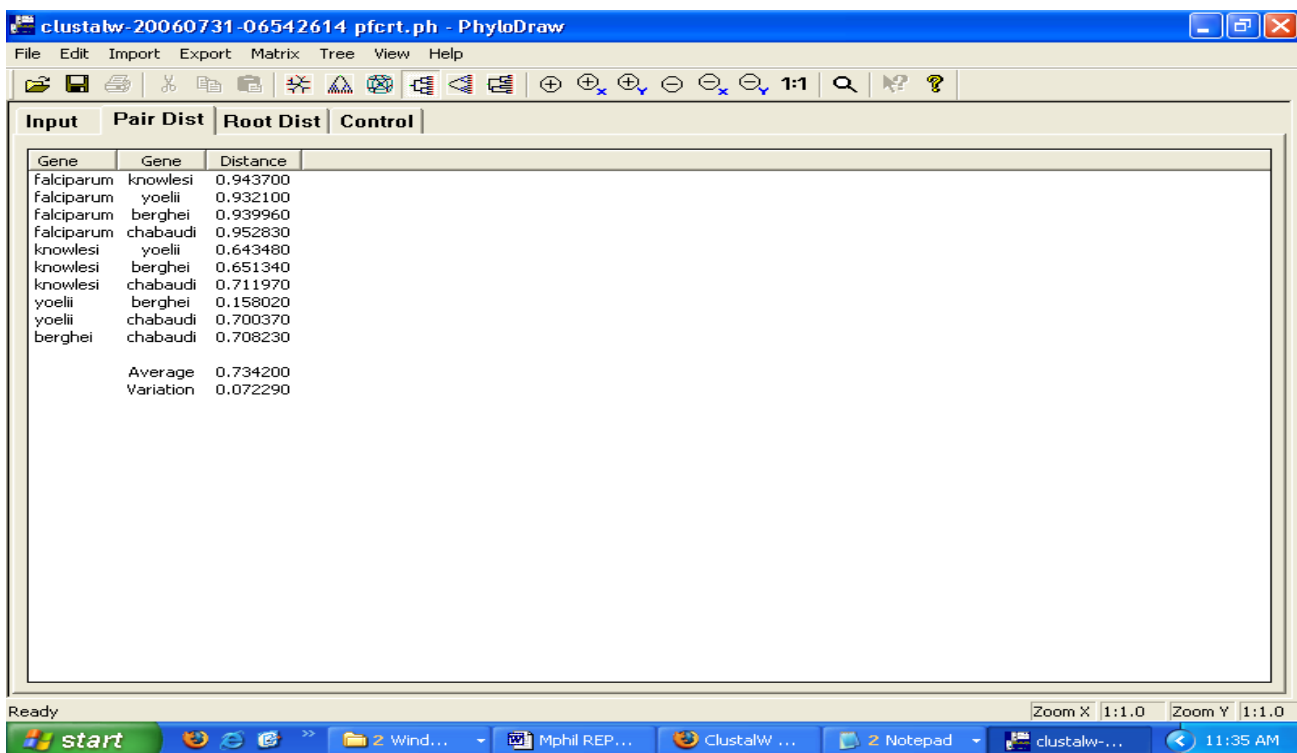 clustalw-20060731-06542614 pfcrt.ph - PhyloDraw
File Edit Import Export Matrix Tree View Help
X Y X Y 1:1
Input Pair Dist Root Dist Control
Gene Gene Distance
falciparum knowlesi 0.943700
falciparum yoelii 0.932100
falciparum berghei 0.939960
falciparum chabaudi 0.952830
knowlesi yoelii 0.643480
knowlesi berghei 0.651340
knowlesi chabaudi 0.711970
yoelii berghei 0.158020
yoelii chabaudi 0.700370
berghei chabaudi 0.708230
Average 0.734200
Variation 0.072290
Ready Zoom X 1:1.0 Zoom Y 1:1.0
start 2 Wind... Mphil REP... ClustalW ... 2 Notepad clustalw-... 11:35 AM